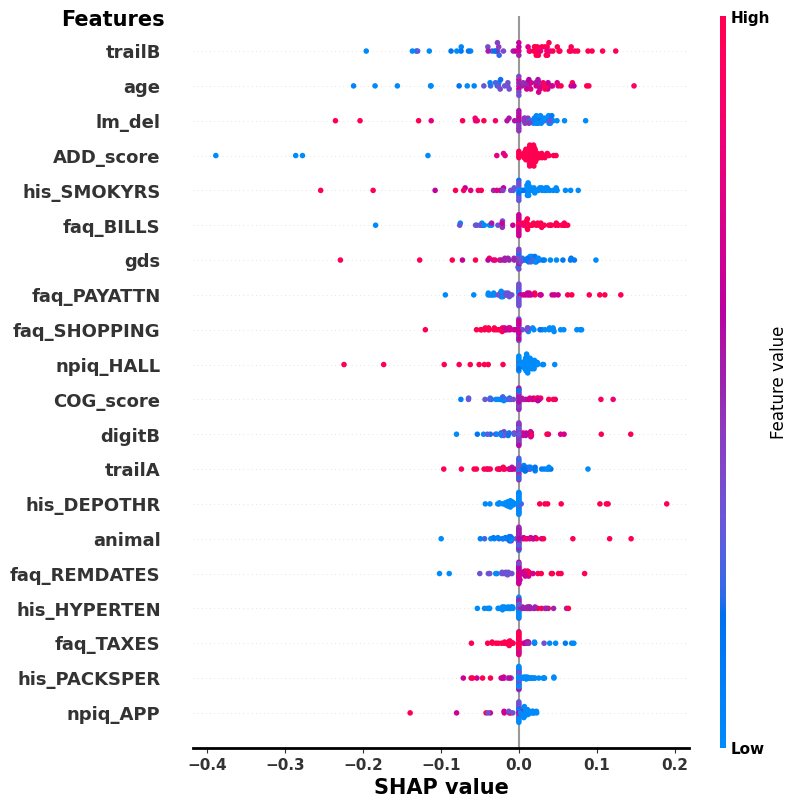 Features
High
trailB
age
lm_del
ADD_score
his_SMOKYRS
faq_BILLS
gds
faq_PAYATTN
faq_SHOPPING
npiq_HALL
COG_score
digitB
trailA
his_DEPOTHR
animal
faq_REMDATES
his_HYPERTEN
faq_TAXES
his_PACKSPER
npiq_APP
Feature value
Low
−0.4 −0.3 −0.2 −0.1 0.0 0.1 0.2
SHAP value